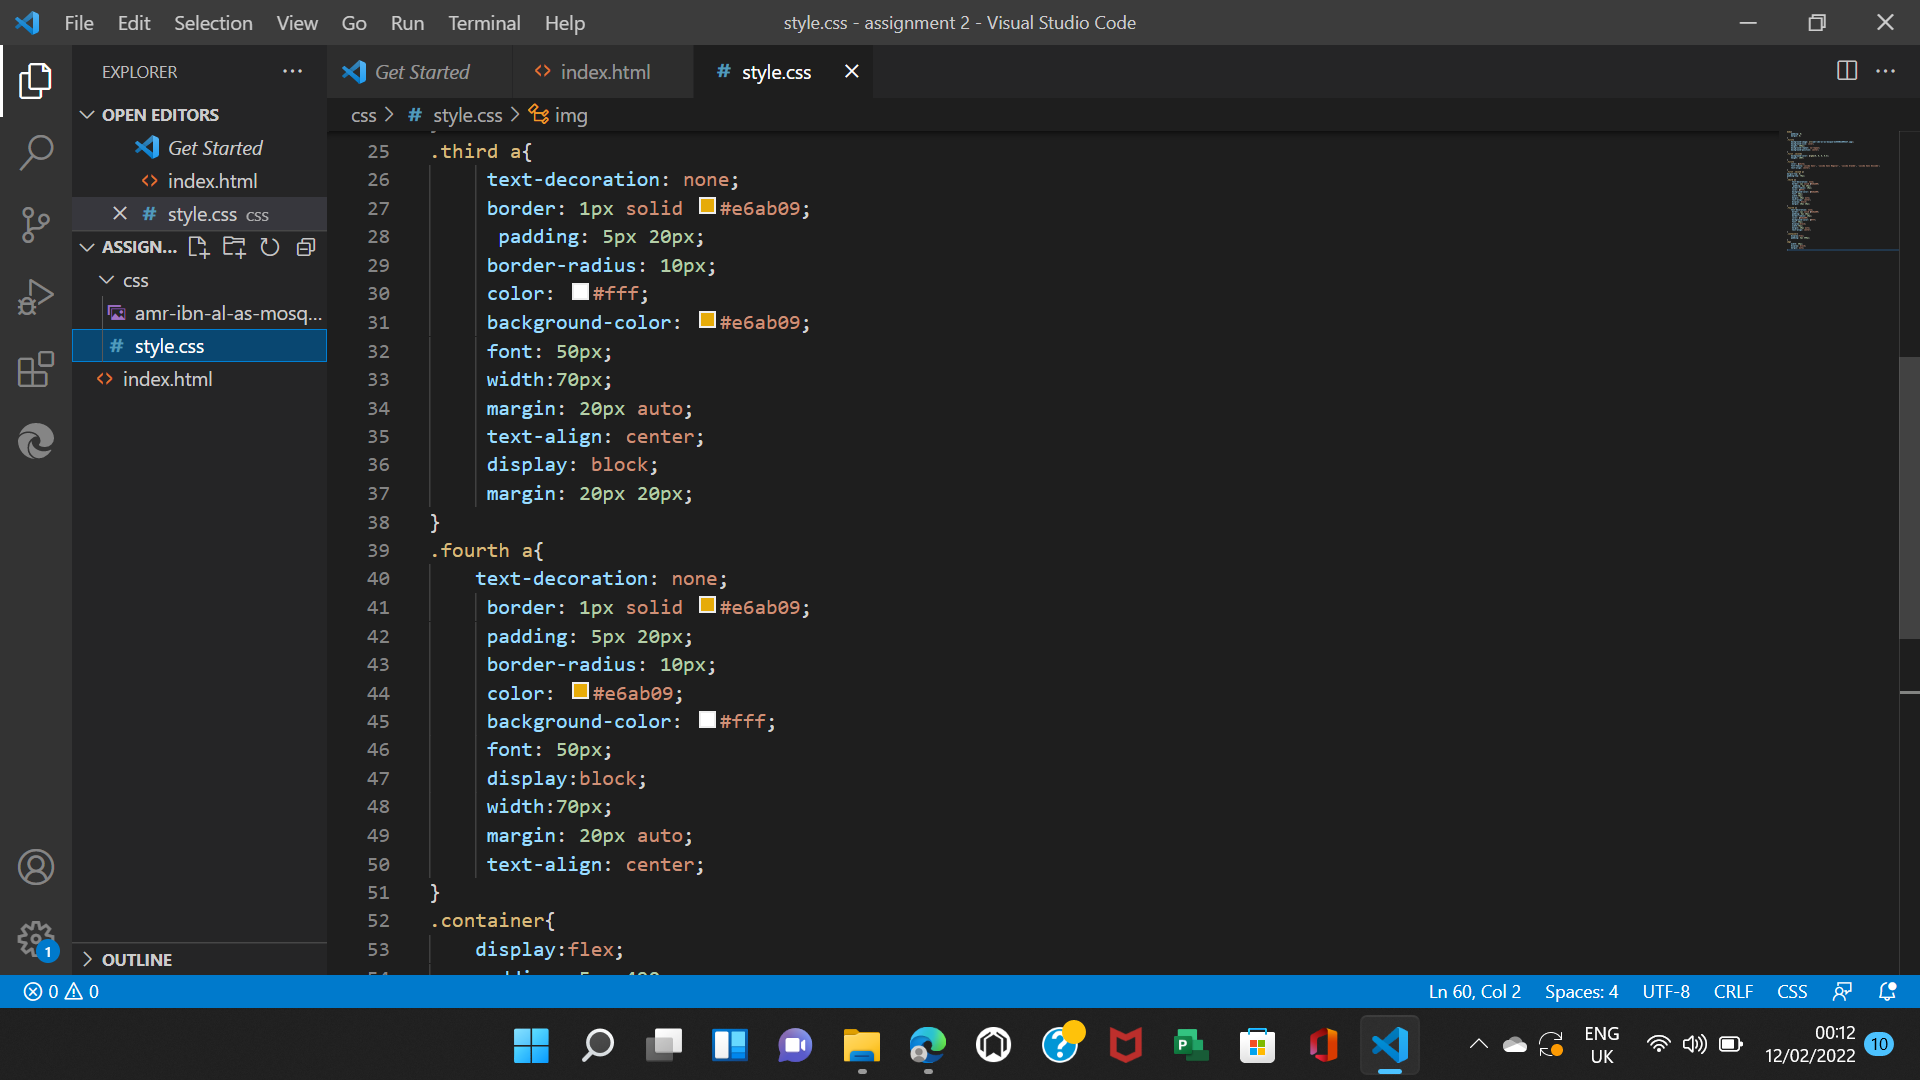 File Edit Selection View Go Run Terminal Help
style.css - assignment 2 - Visual Studio Code
EXPLORER
OPEN EDITORS
Get Started
index.html
style.css css
ASSIGN...
css
amr-ibn-al-as-mosq...
style.css
index.html
OUTLINE
Get Started
index.html
# style.css
css > # style.css > img
25 .third a{
26 text-decoration: none;
27 border: 1px solid #e6ab09;
28 padding: 5px 20px;
29 border-radius: 10px;
30 color: #fff;
31 background-color: #e6ab09;
32 font: 50px;
33 width:70px;
34 margin: 20px auto;
35 text-align: center;
36 display: block;
37 margin: 20px 20px;
38 }
39 .fourth a{
40 text-decoration: none;
41 border: 1px solid #e6ab09;
42 padding: 5px 20px;
43 border-radius: 10px;
44 color: #e6ab09;
45 background-color: #fff;
46 font: 50px;
47 display:block;
48 width:70px;
49 margin: 20px auto;
50 text-align: center;
51 }
52 .container{
53 display:flex;
1
0 0
Ln 60, Col 2 Spaces: 4 UTF-8 CRLF CSS
ENG
UK
00:12
12/02/2022
10